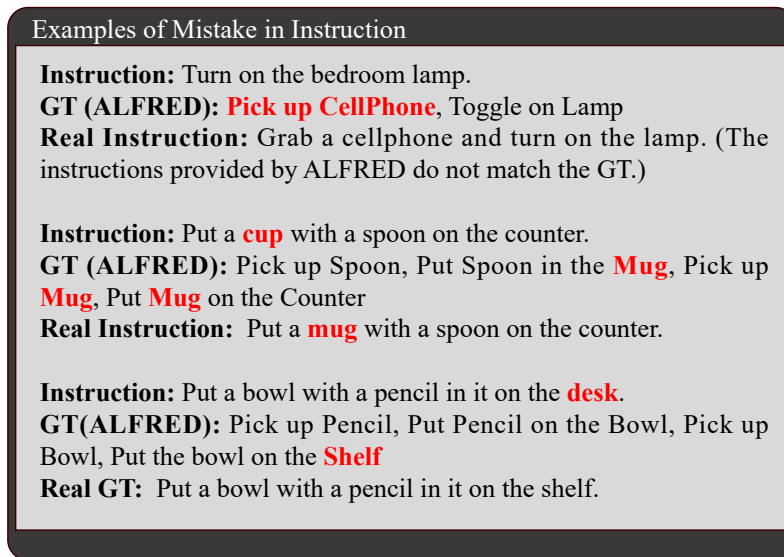 Examples of Mistake in Instruction
Instruction: Turn on the bedroom lamp.
GT (ALFRED): Pick up CellPhone, Toggle on Lamp
Real Instruction: Grab a cellphone and turn on the lamp. (The
instructions provided by ALFRED do not match the GT.)
Instruction: Put a cup with a spoon on the counter.
GT (ALFRED): Pick up Spoon, Put Spoon in the Mug, Pick up
Mug, Put Mug on the Counter
Real Instruction: Put a mug with a spoon on the counter.
Instruction: Put a bowl with a pencil in it on the desk.
GT(ALFRED): Pick up Pencil, Put Pencil on the Bowl, Pick up
Bowl, Put the bowl on the Shelf
Real GT: Put a bowl with a pencil in it on the shelf.